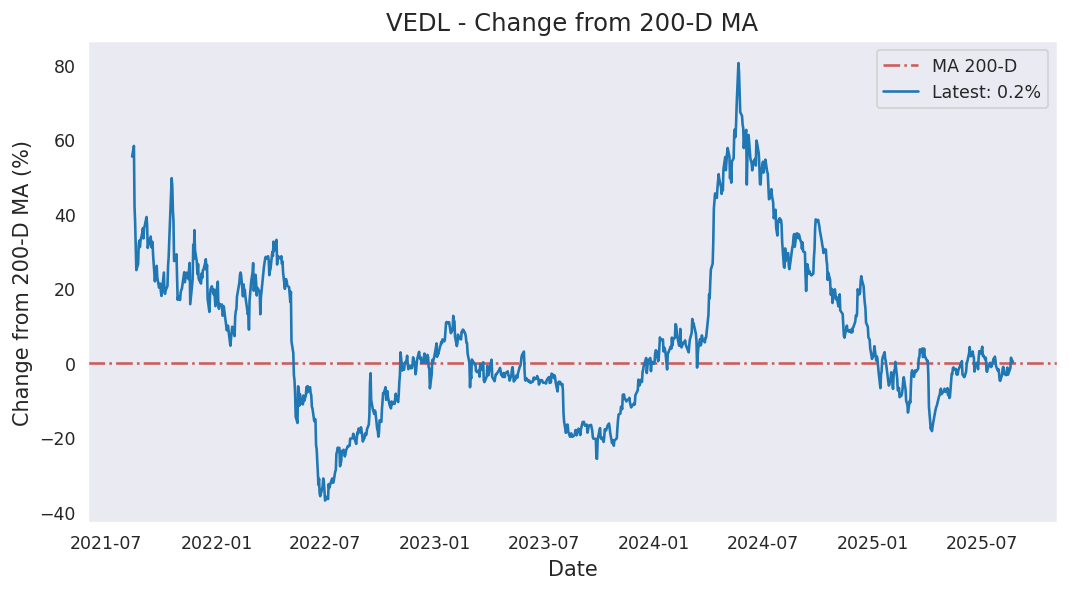 VEDL - Change from 200-D MA
MA 200-D
Latest: 0.2%
Change from 200-D MA (%)
80
60
40
20
0
−20
−40
2021-07 2022-01 2022-07 2023-01 2023-07 2024-01 2024-07 2025-01 2025-07
Date